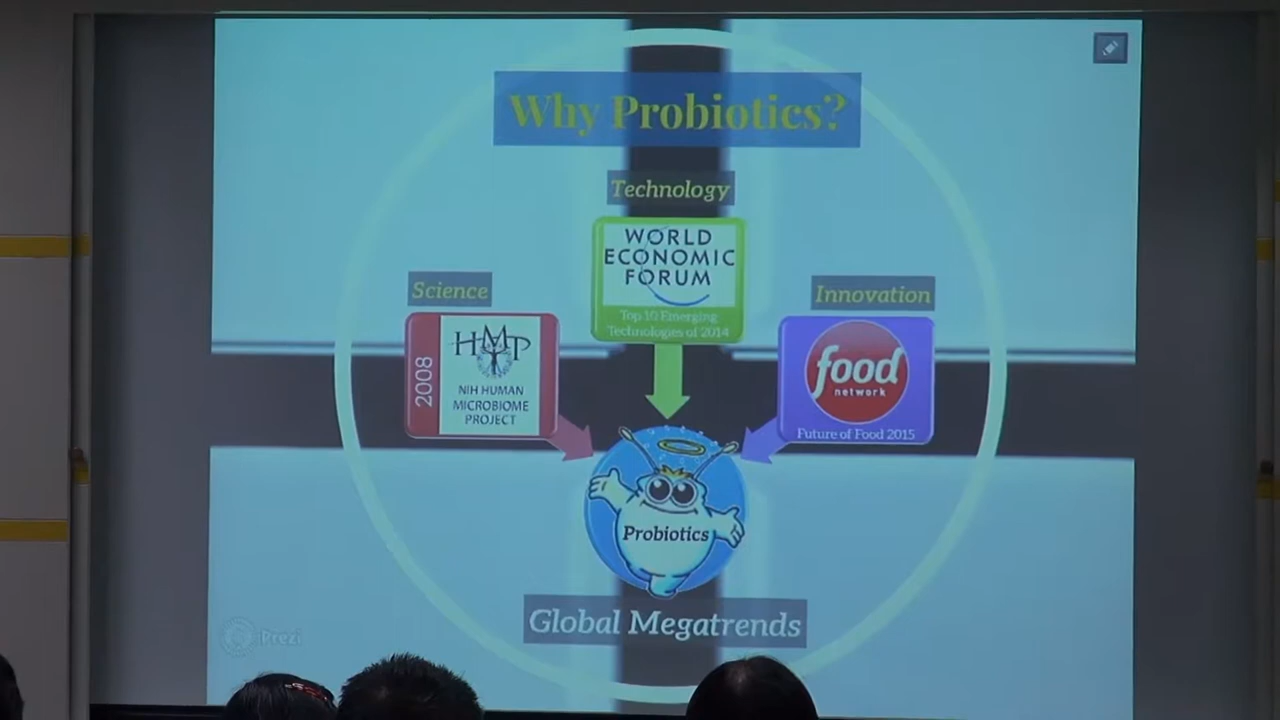 Why Probiotics?
Technology
WORLD
ECONOMIC
FORUM
Top 10 Emerging
Technologies of 2014
Science
2008
HMP
NIH HUMAN
MICROBIOME
PROJECT
Innovation
food
network
Future of Food 2015
Probiotics
Global Megatrends
Prezi